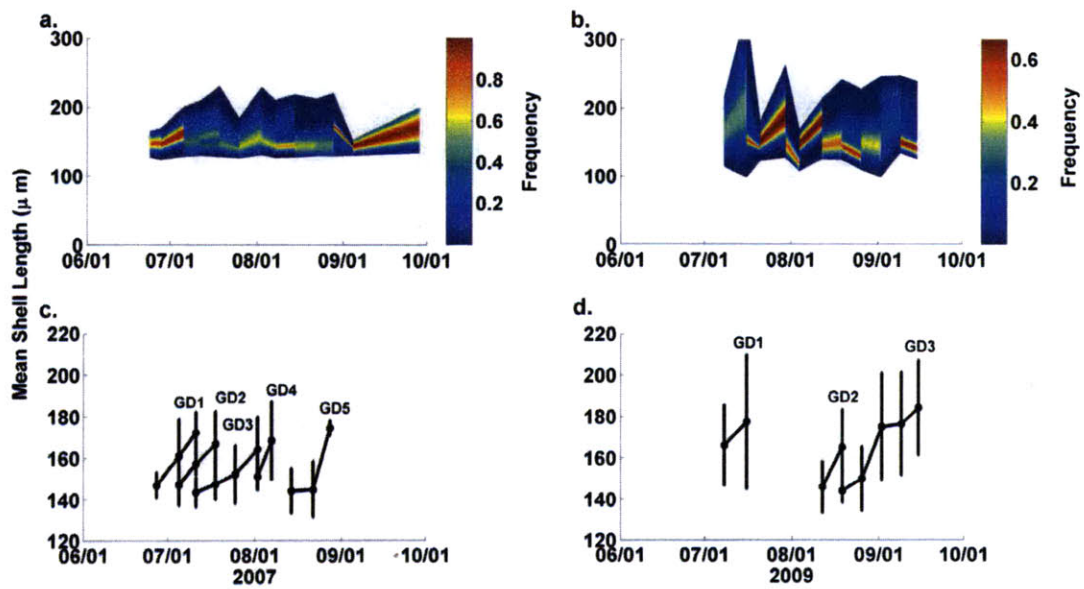 a.
300
200
100
0
06/01 07/01 08/01 09/01 10/01
0.8
0.6
0.4
0.2
Frequency
b.
300
200
100
0
06/01 07/01 08/01 09/01 10/01
0.6
0.4
0.2
Frequency
Mean Shell Length (μ m)
c.
220
200
180
160
140
120
GD1
GD2
GD3
GD4
GD5
06/01 07/01 08/01 09/01 10/01
2007
d.
220
200
180
160
140
120
GD1
GD2
GD3
06/01 07/01 08/01 09/01 10/01
2009